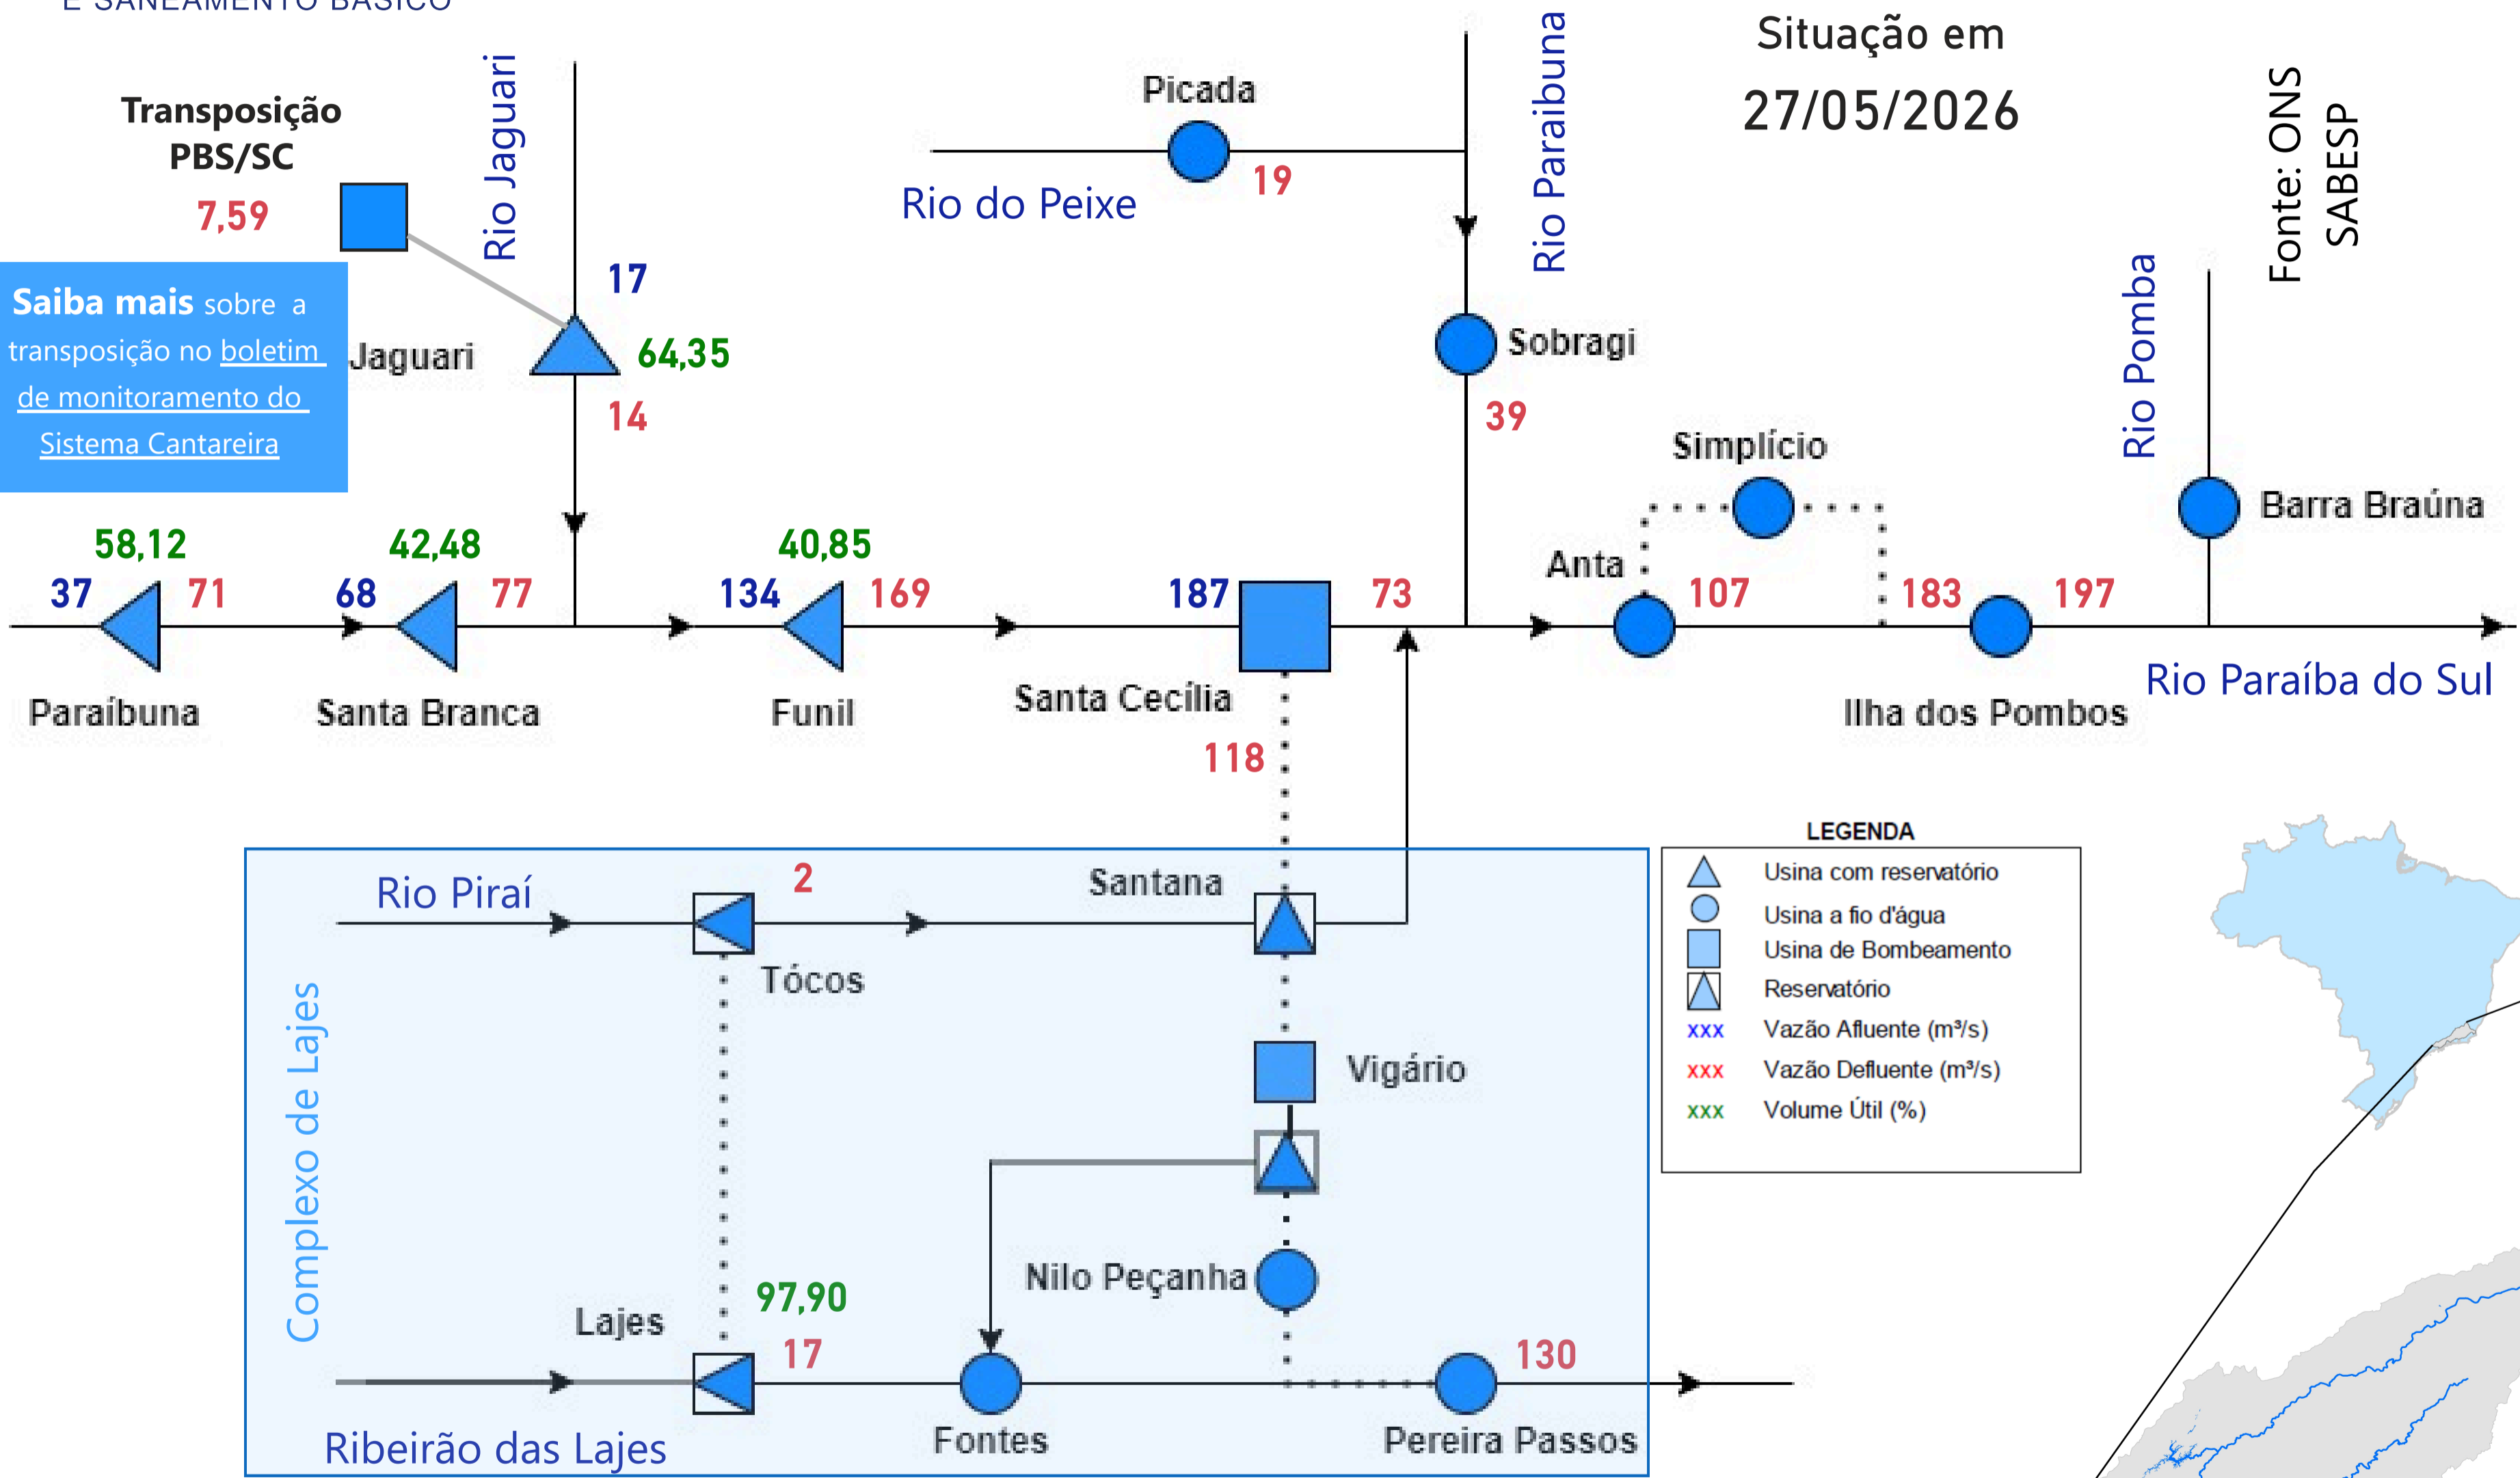 E SANEAMENTO BÁSICO
Situação em
27/05/2026
Fonte: ONS
SABESP
Transposição
PBS/SC
7,59
Rio Jaguari
Picada
19
Rio do Peixe
Rio Paraibuna
Saiba mais sobre a
transposição no boletim
de monitoramento do
Sistema Cantareira
17
Jaguari
64,35
14
Sobragi
39
Simplício
Rio Pomba
Barra Braúna
58,12
42,48
40,85
Anta
37
71
68
77
134
169
187
73
107
183
197
Paraíbuna
Santa Branca
Funil
Santa Cecília
Ilha dos Pombos
Rio Paraíba do Sul
118
Complexo de Lajes
Rio Piraí
2
Santana
Tócos
Vigário
Nilo Peçanha
97,90
Lajes
17
130
Ribeirão das Lajes
Fontes
Pereira Passos
LEGENDA
Usina com reservatório
Usina a fio d'água
Usina de Bombeamento
Reservatório
xxx Vazão Afluente (m³/s)
xxx Vazão Defluente (m³/s)
xxx Volume Útil (%)